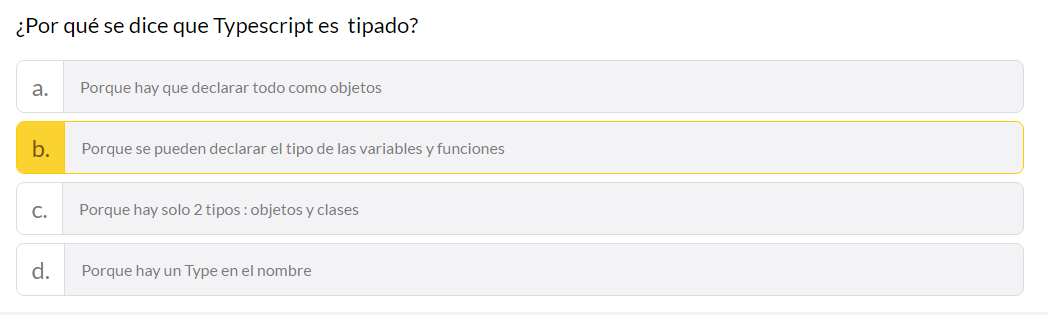 ¿Por qué se dice que Typescript es  tipado?
a. Porque hay que declarar todo como objetos
b. Porque se pueden declarar el tipo de las variables y funciones
c. Porque hay solo 2 tipos : objetos y clases
d. Porque hay un Type en el nombre